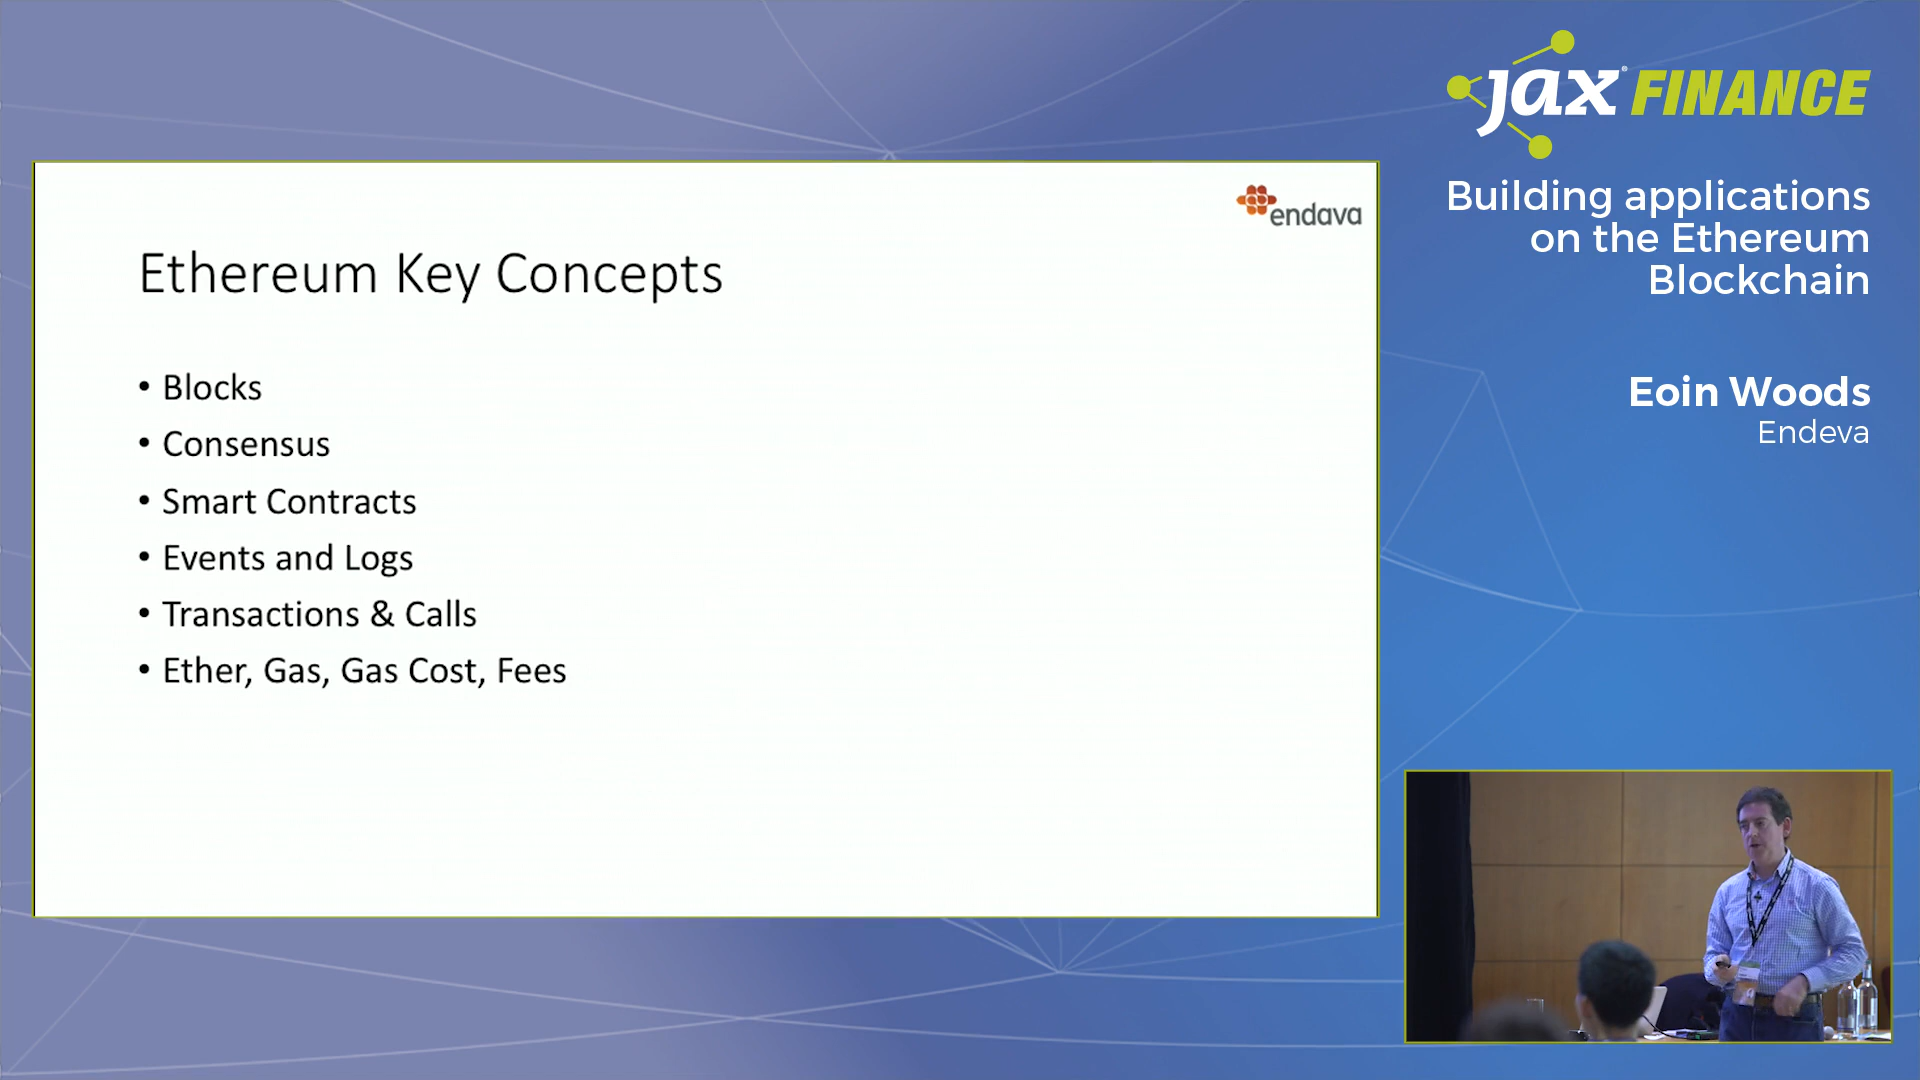 jax FINANCE
Building applications
on the Ethereum
Blockchain
Eoin Woods
Endeva
endava
Ethereum Key Concepts
• Blocks
• Consensus
• Smart Contracts
• Events and Logs
• Transactions & Calls
• Ether, Gas, Gas Cost, Fees